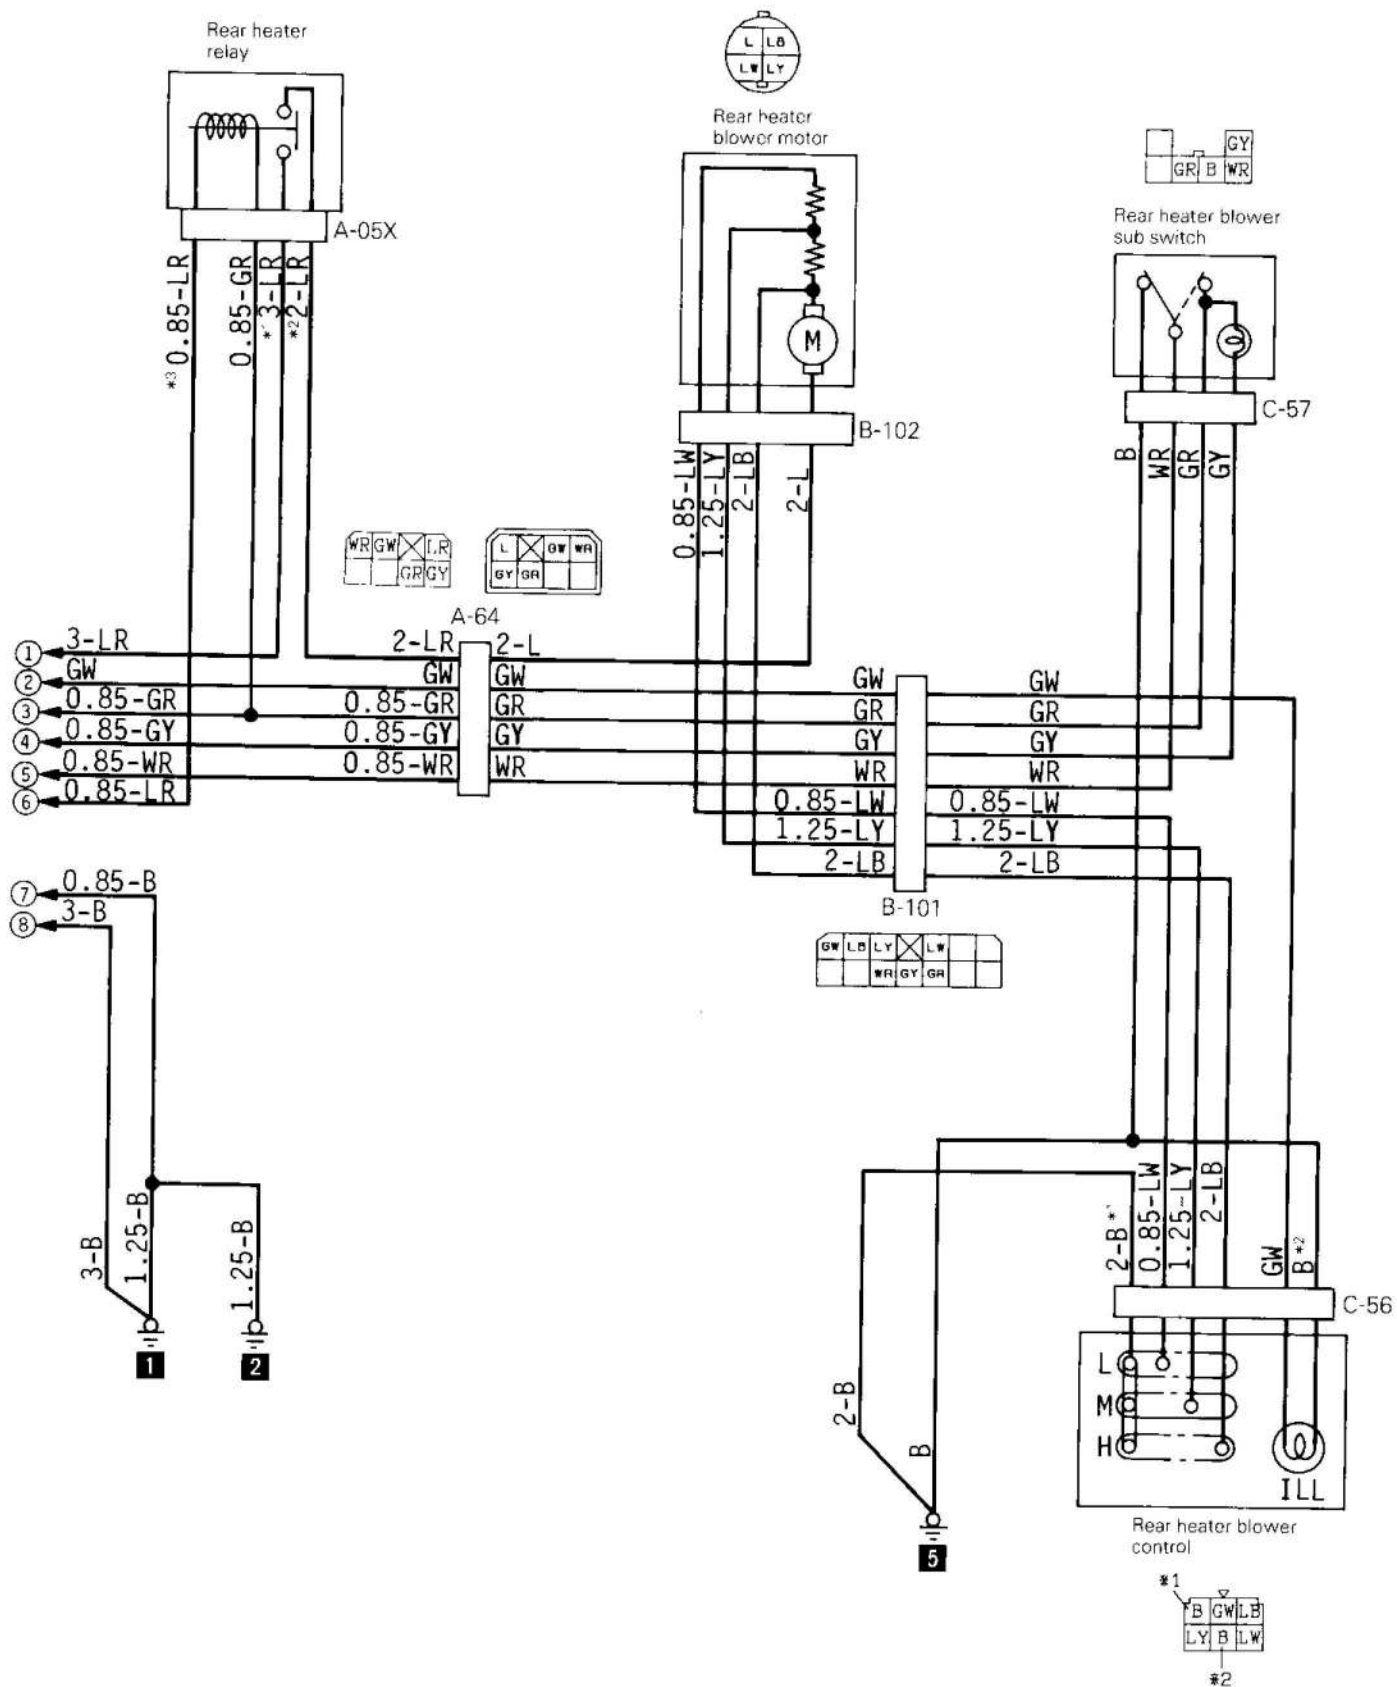 Rear heater
relay
L LB
LW LY
Rear heater
blower motor
GY
GR B WR
Rear heater blower
sub switch
A-05X
M
C-57
B-102
*3 0.85-LR
0.85-GR
*1 3-LR
*2 2-LR
0.85-LW
1.25-LY
2-LB
2-L
B
WR
GR
GY
WR GW LR
GR GY
L GW WR
GY GR
A-64
1 3-LR 2-LR 2-L
2 GW GW GW GW GW
3 0.85-GR 0.85-GR GR GR GR
4 0.85-GY 0.85-GY GY GY GY
5 0.85-WR 0.85-WR WR WR WR
6 0.85-LR 0.85-LW 0.85-LW
1.25-LY 1.25-LY
2-LB 2-LB
7 0.85-B
8 3-B
B-101
GW LB LY LW
WR GY GR
3-B
1.25-B
1.25-B
1
2
2-B*1
0.85-LW
1.25-LY
2-LB
GW
B*2
C-56
L
M
H
ILL
2-B
B
5
Rear heater blower
control
*1
B GW LB
LY B LW
*2